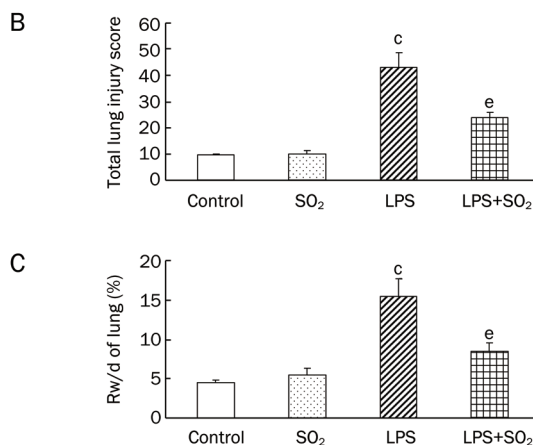 B
Total lung injury score
60
50
40
30
20
10
0
c
e
Control SO₂ LPS LPS+SO₂
C
Rw/d of lung (%)
20
15
10
5
0
c
e
Control SO₂ LPS LPS+SO₂